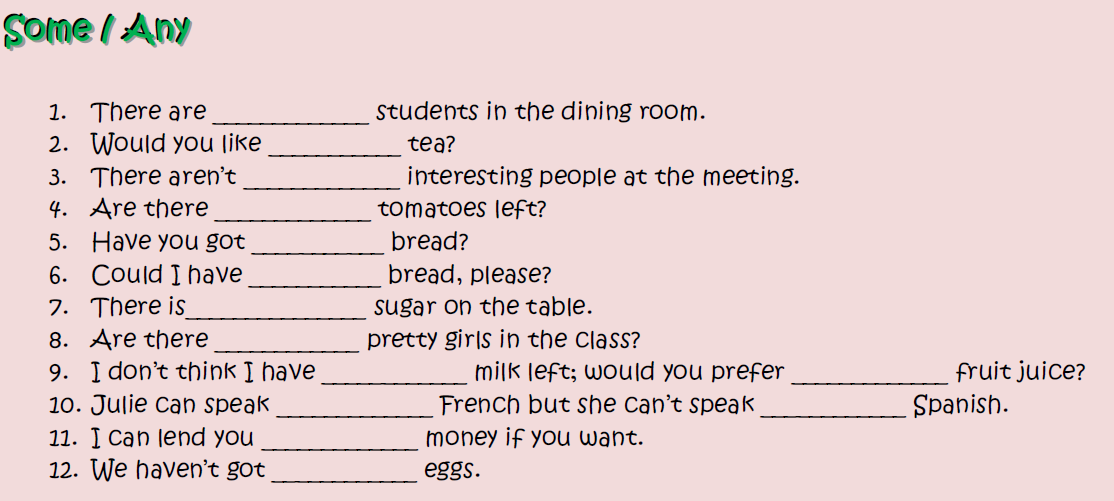 Some / Any
1. There are _____________ students in the dining room.
2. Would you like ___________ tea?
3. There aren't _____________ interesting people at the meeting.
4. Are there _____________ tomatoes left?
5. Have you got ___________ bread?
6. Could I have ___________ bread, please?
7. There is_______________ sugar on the table.
8. Are there ____________ pretty girls in the class?
9. I don't think I have ____________ milk left; would you prefer _____________ fruit juice?
10. Julie can speak _____________ French but she can't speak ____________ Spanish.
11. I can lend you _____________ money if you want.
12. We haven't got ____________ eggs.